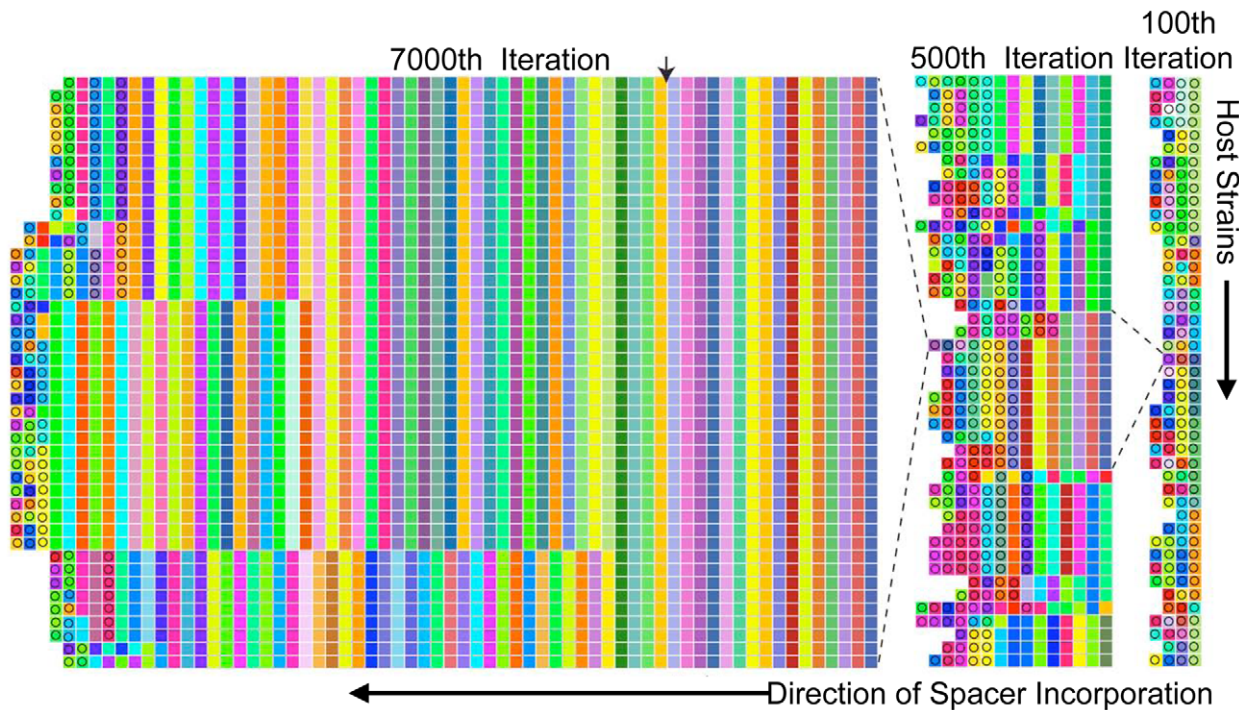 100th
7000th Iteration
500th Iteration
Iteration
Host Strains
Direction of Spacer Incorporation